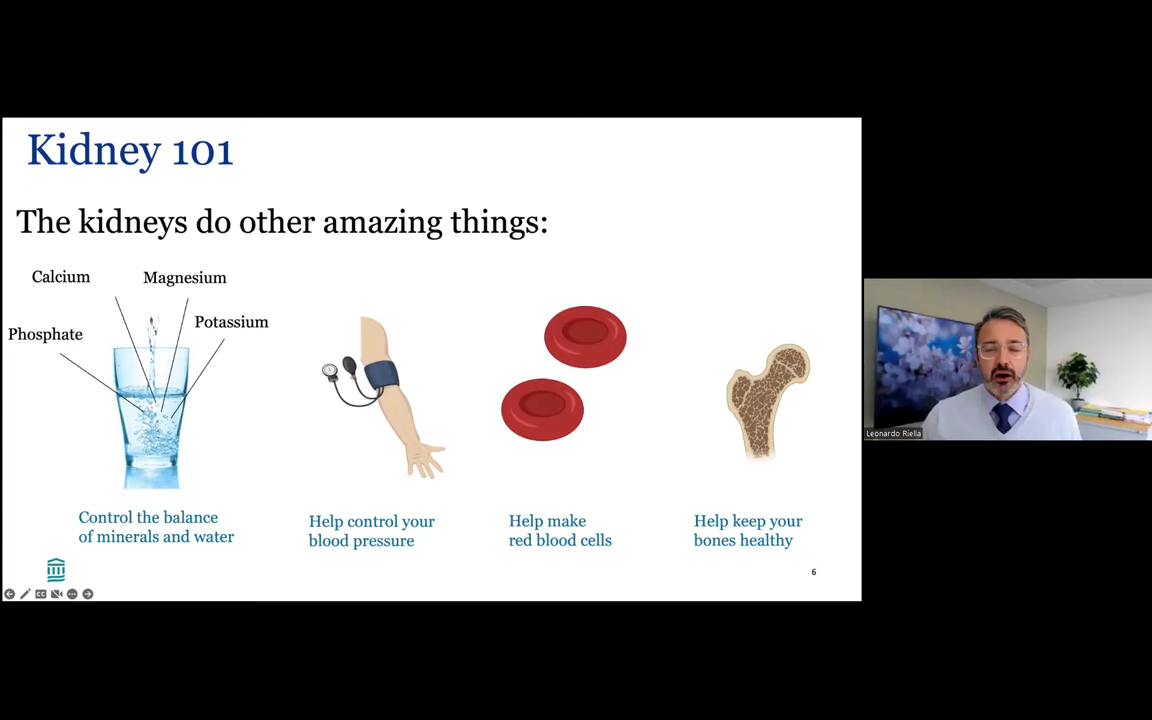 Kidney 101
The kidneys do other amazing things:
Calcium
Magnesium
Phosphate
Potassium
Control the balance
of minerals and water
Help control your
blood pressure
Help make
red blood cells
Help keep your
bones healthy
6
Leonardo Riella